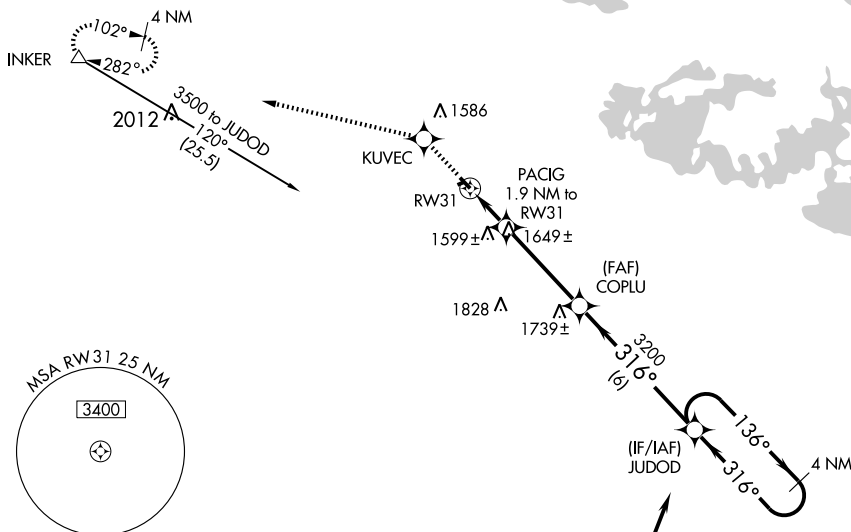 4 NM
102°
INKER
282°
2012
3500 to JUDOD
120°
(25.5)
1586
KUVEC
RW31
PACIG
1.9 NM to
RW31
1599±
1649±
(FAF)
COPLU
1828
1739±
3200
316°
(6)
MSA RW31 25 NM
3400
(IF/IAF)
JUDOD
136°
316°
4 NM